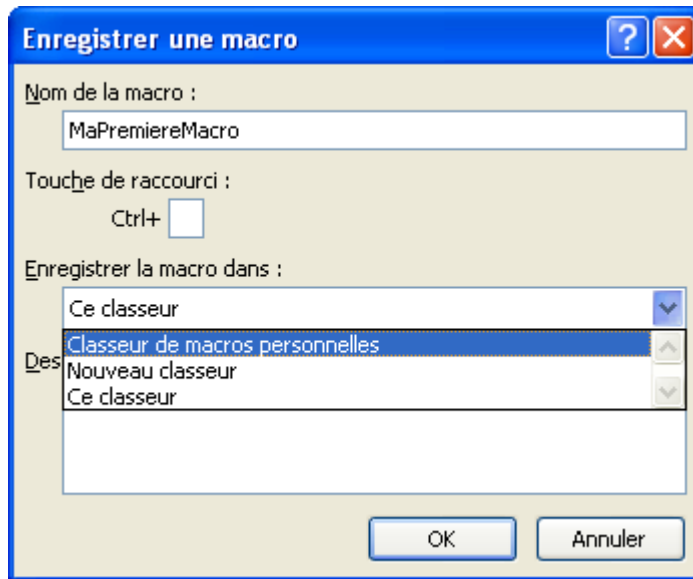 Enregistrer une macro
Nom de la macro :
MaPremiereMacro
Touche de raccourci :
Ctrl+
Enregistrer la macro dans :
Ce classeur
Classeur de macros personnelles
Des
Nouveau classeur
Ce classeur
OK
Annuler